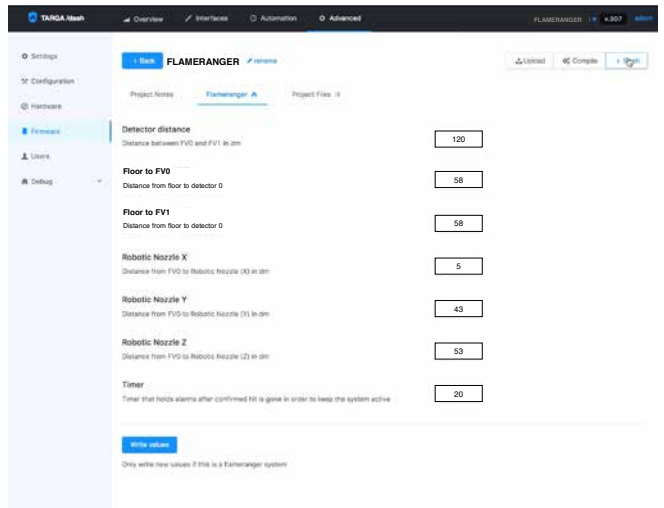 TARGA /dash
Overview
Interfaces
Automation
Advanced
FLAMERANGER
v.307
admin
Settings
Configuration
Hardware
Firmware
Users
Debug
Back
FLAMERANGER
rename
Upload
Compile
Project Notes
Flameranger
Project Files
Detector distance
Distance between FV0 and FV1 in dm
120
Floor to FV0
Distance from floor to detector 0
58
Floor to FV1
Distance from floor to detector 0
58
Robotic Nozzle X
Distance from FV0 to Robotic Nozzle (X) in dm
5
Robotic Nozzle Y
Distance from FV0 to Robotic Nozzle (Y) in dm
43
Robotic Nozzle Z
Distance from FV0 to Robotic Nozzle (Z) in dm
53
Timer
Timer that holds alarms after confirmed hit is gone in order to keep the system active
20
Write values
Only write new values if this is a flameranger system